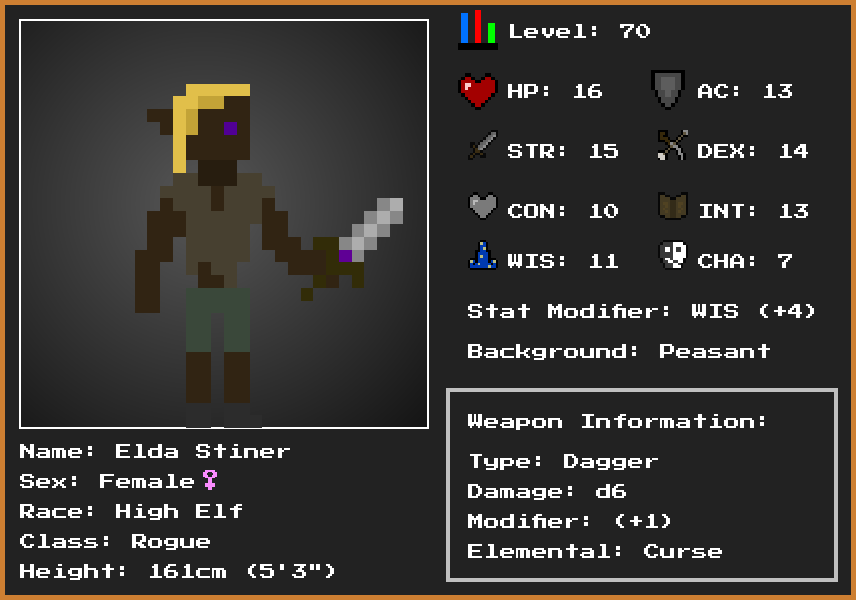 Level: 70
HP: 16 AC: 13
STR: 15 DEX: 14
CON: 10 INT: 13
WIS: 11 CHA: 7
Stat Modifier: WIS (+4)
Background: Peasant
Weapon Information:
Type: Dagger
Damage: d6
Modifier: (+1)
Elemental: Curse
Name: Elda Stiner
Sex: Female♀
Race: High Elf
Class: Rogue
Height: 161cm (5'3")